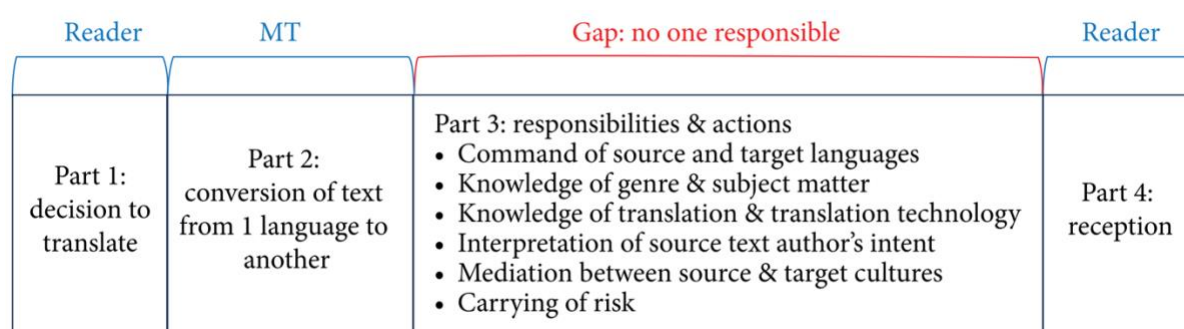 Reader
MT
Gap: no one responsible
Reader
Part 1:
decision to
translate
Part 2:
conversion of text
from 1 language to
another
Part 3: responsibilities & actions
• Command of source and target languages
• Knowledge of genre & subject matter
• Knowledge of translation & translation technology
• Interpretation of source text author's intent
• Mediation between source & target cultures
• Carrying of risk
Part 4:
reception